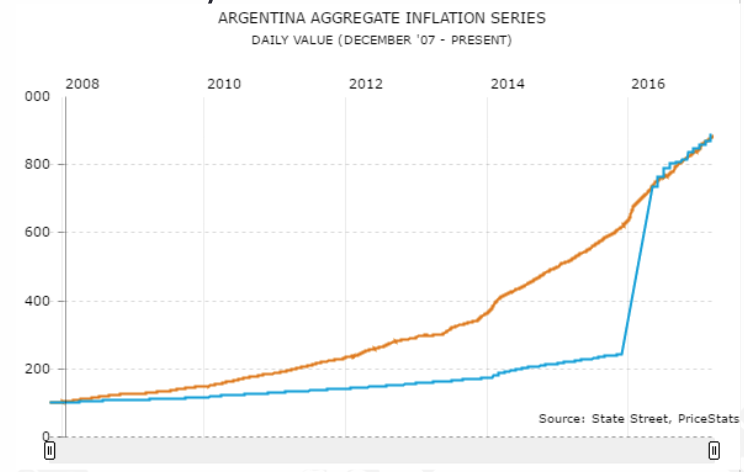 ARGENTINA AGGREGATE INFLATION SERIES
DAILY VALUE (DECEMBER '07 - PRESENT)
2008 2010 2012 2014 2016
000
800
600
400
200
0
Source: State Street, PriceStats